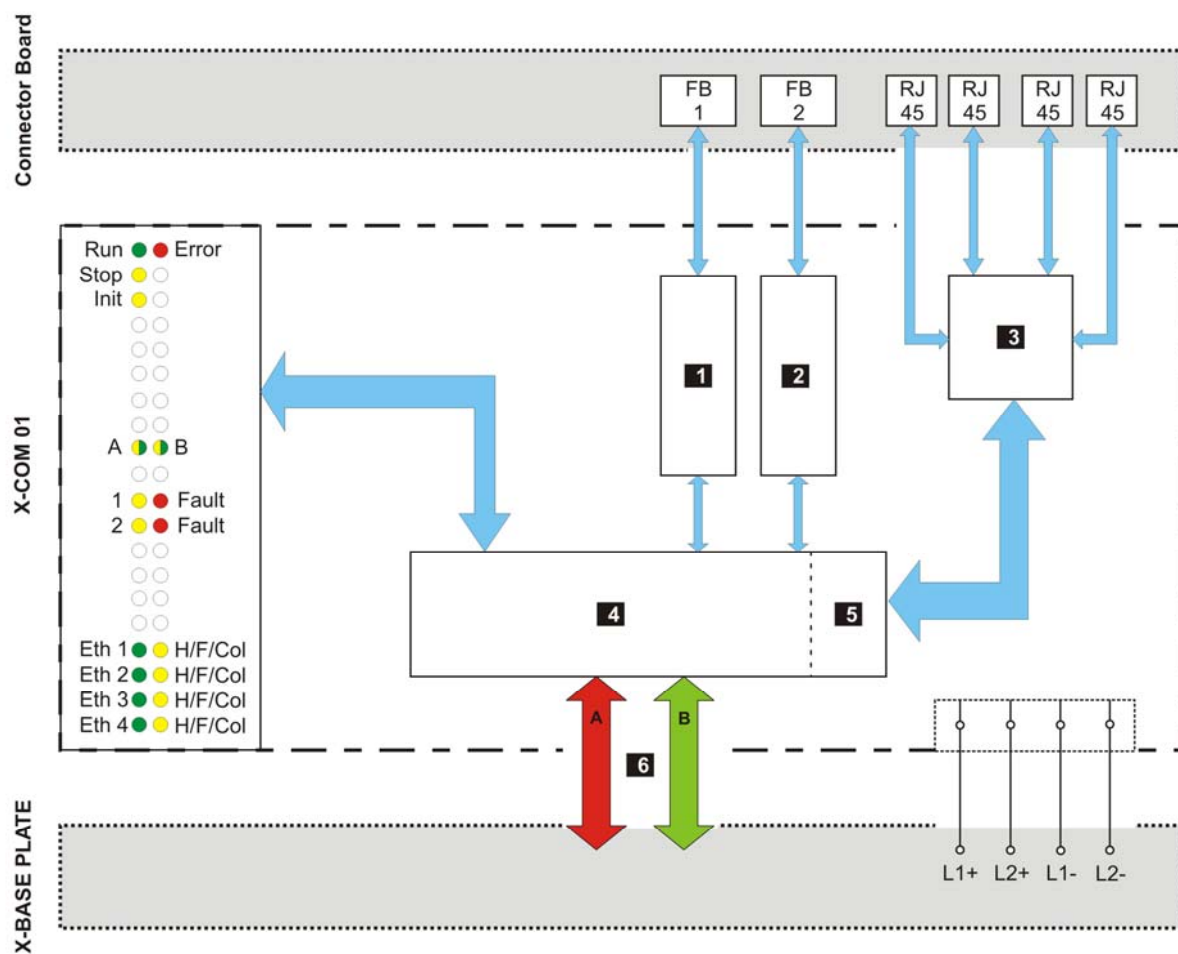 Connector Board
FB 1
FB 2
RJ 45
RJ 45
RJ 45
RJ 45
X-COM 01
Run Error
Stop
Init
A B
1 Fault
2 Fault
Eth 1 H/F/Col
Eth 2 H/F/Col
Eth 3 H/F/Col
Eth 4 H/F/Col
1
2
3
4
5
A
B
6
X-BASE PLATE
L1+ L2+ L1- L2-